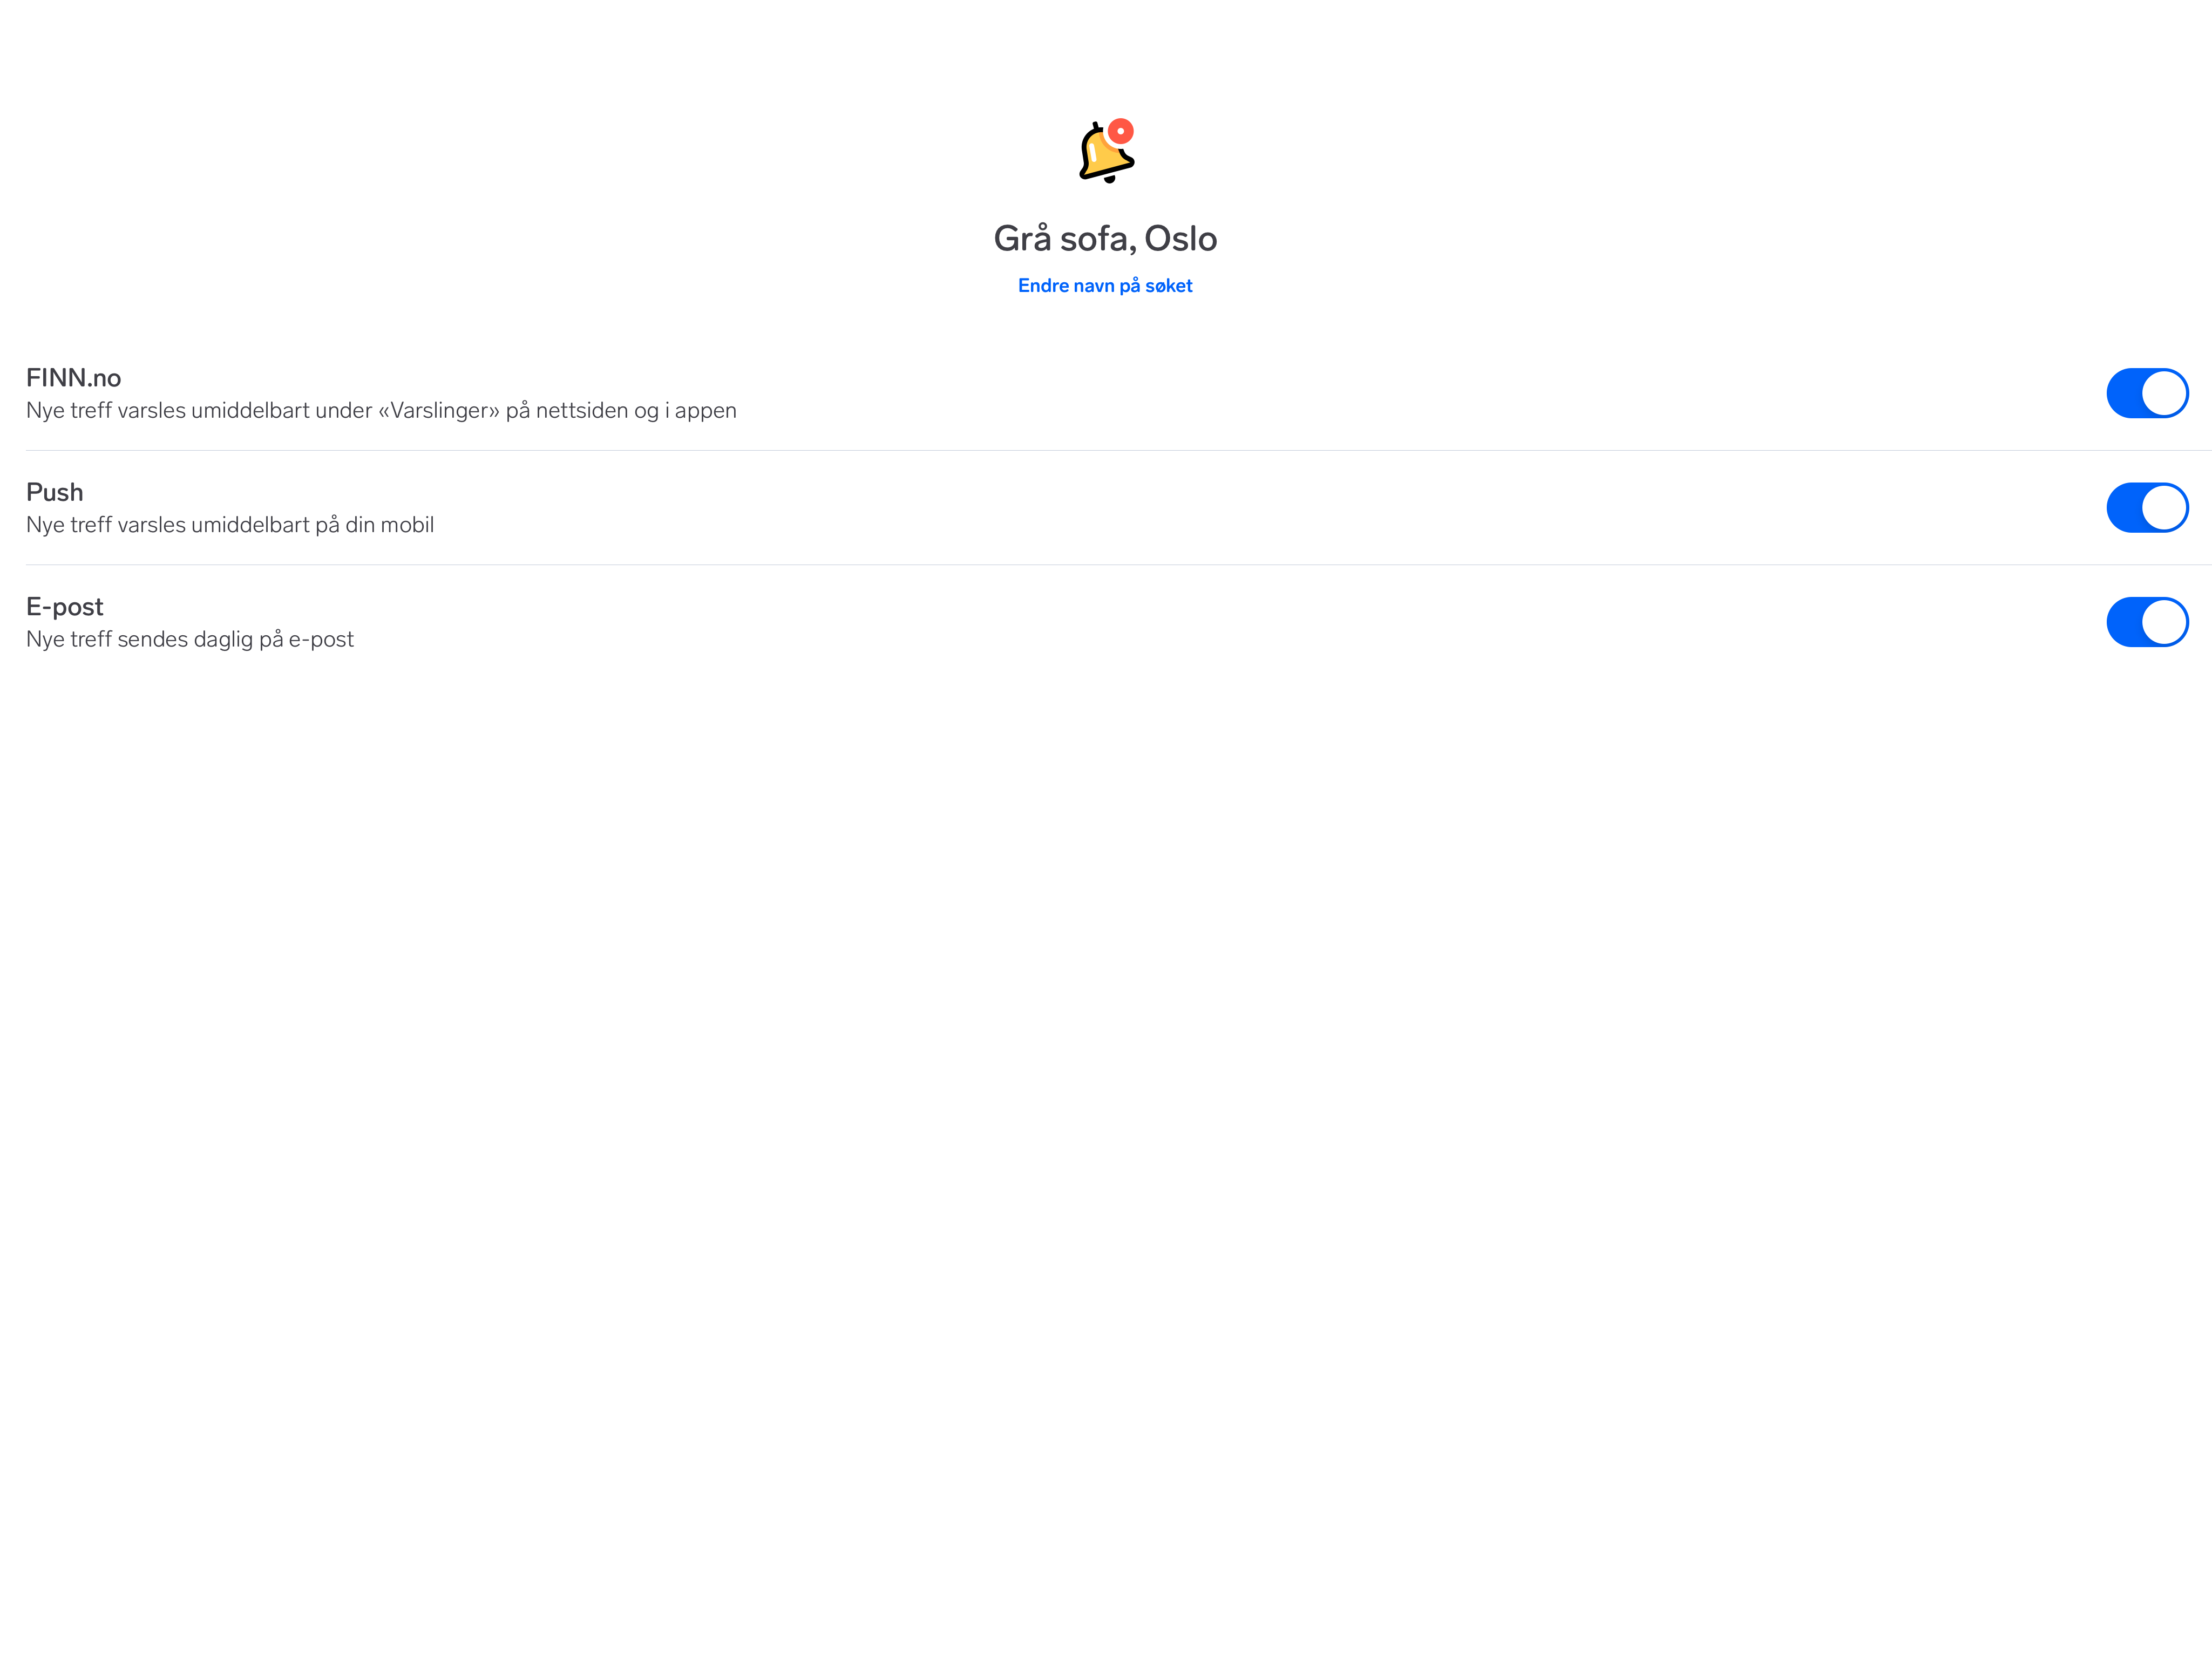 Grå sofa, Oslo
Endre navn på søket
FINN.no
Nye treff varsles umiddelbart under «Varslinger» på nettsiden og i appen
Push
Nye treff varsles umiddelbart på din mobil
E-post
Nye treff sendes daglig på e-post